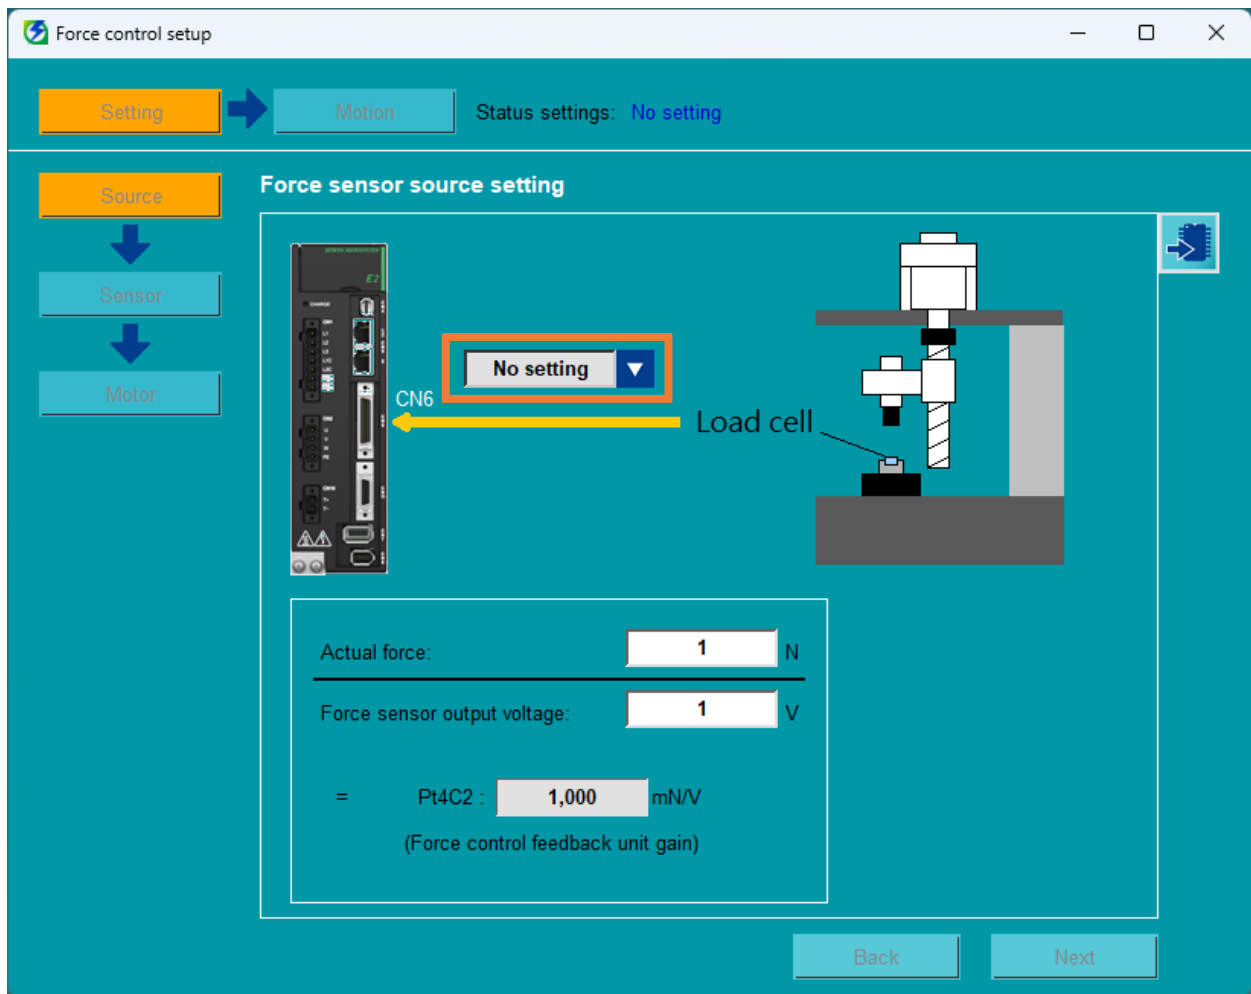 Force control setup
Setting
Motion
Status settings: No setting
Source
Force sensor source setting
Sensor
Motor
E2
CHARGE
No setting
CN6
Load cell
Actual force: 1 N
Force sensor output voltage: 1 V
= Pt4C2 : 1,000 mN/V
(Force control feedback unit gain)
Back
Next